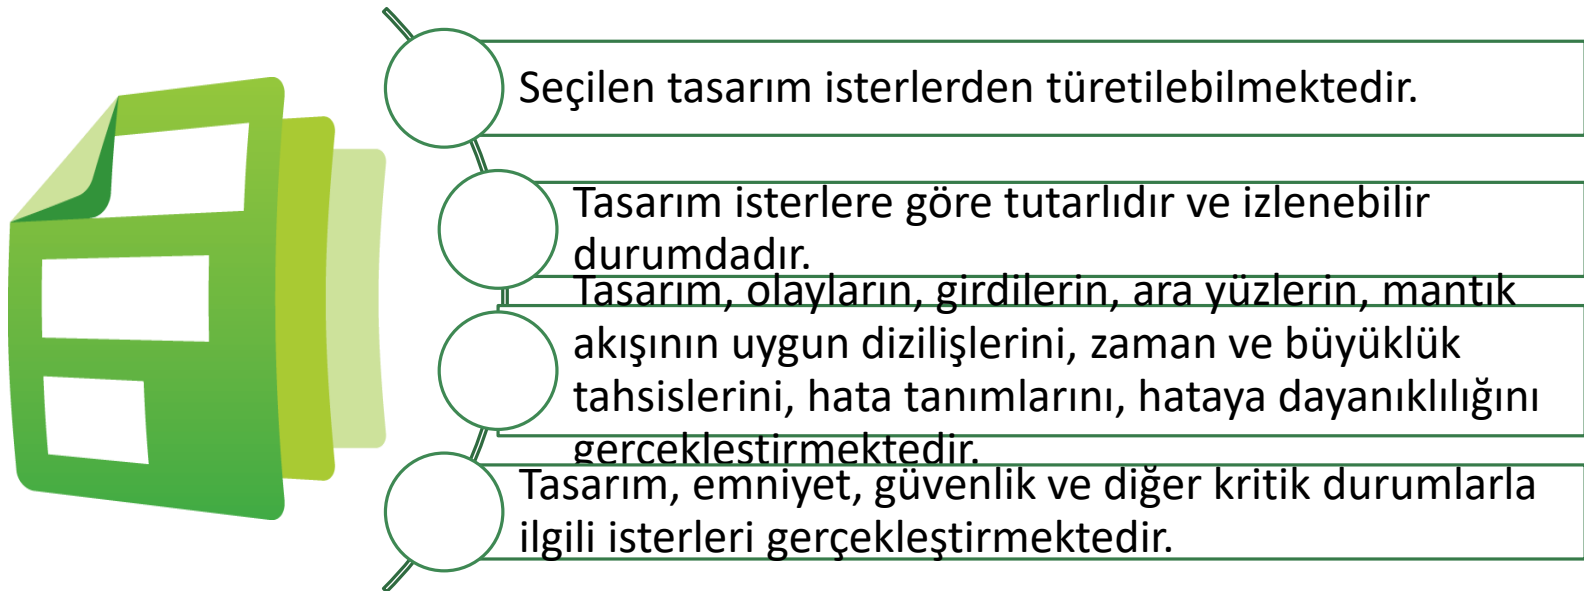 Seçilen tasarım isterlerden türetilebilmektedir.
Tasarım isterlere göre tutarlıdır ve izlenebilir
durumdadır.
Tasarım, olayların, girdilerin, ara yüzlerin, mantık
akışının uygun dizilişlerini, zaman ve büyüklük
tahsislerini, hata tanımlarını, hataya dayanıklılığını
gerçekleştirmektedir.
Tasarım, emniyet, güvenlik ve diğer kritik durumlarla
ilgili isterleri gerçekleştirmektedir.